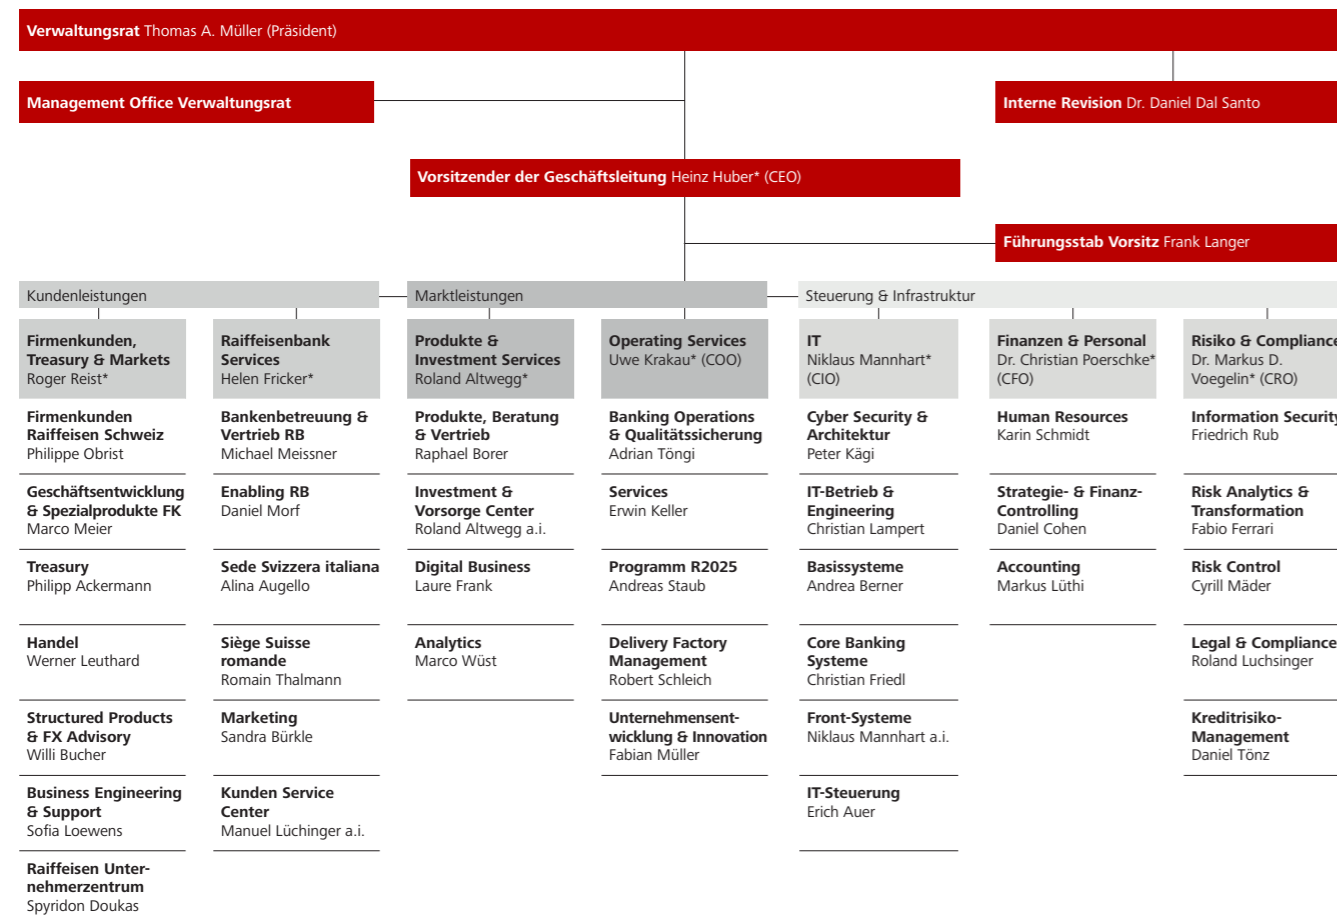 Verwaltungsrat Thomas A. Müller (Präsident)
Management Office Verwaltungsrat
Interne Revision Dr. Daniel Dal Santo
Vorsitzender der Geschäftsleitung Heinz Huber* (CEO)
Führungsstab Vorsitz Frank Langer
Kundenleistungen
Marktleistungen
Steuerung & Infrastruktur
Firmenkunden,
Treasury & Markets
Roger Reist*
Firmenkunden
Raiffeisen Schweiz
Philippe Obrist
Geschäftsentwicklung
& Spezialprodukte FK
Marco Meier
Treasury
Philipp Ackermann
Handel
Werner Leuthard
Structured Products
& FX Advisory
Willi Bucher
Business Engineering
& Support
Sofia Loewens
Raiffeisen Unter-
nehmerzentrum
Spyridon Doukas
Raiffeisenbank
Services
Helen Fricker*
Bankenbetreuung &
Vertrieb RB
Michael Meissner
Enabling RB
Daniel Morf
Sede Svizzera italiana
Alina Augello
Siège Suisse
romande
Romain Thalmann
Marketing
Sandra Bürkle
Kunden Service
Center
Manuel Lüchinger a.i.
Produkte &
Investment Services
Roland Altwegg*
Produkte, Beratung
& Vertrieb
Raphael Borer
Investment &
Vorsorge Center
Roland Altwegg a.i.
Digital Business
Laure Frank
Analytics
Marco Wüst
Operating Services
Uwe Krakau* (COO)
Banking Operations
& Qualitätssicherung
Adrian Töngi
Services
Erwin Keller
Programm R2025
Andreas Staub
Delivery Factory
Management
Robert Schleich
Unternehmensent-
wicklung & Innovation
Fabian Müller
IT
Niklaus Mannhart*
(CIO)
Cyber Security &
Architektur
Peter Kägi
IT-Betrieb &
Engineering
Christian Lampert
Basissysteme
Andrea Berner
Core Banking
Systeme
Christian Friedl
Front-Systeme
Niklaus Mannhart a.i.
IT-Steuerung
Erich Auer
Finanzen & Personal
Dr. Christian Poerschke*
(CFO)
Human Resources
Karin Schmidt
Strategie- & Finanz-
Controlling
Daniel Cohen
Accounting
Markus Lüthi
Risiko & Compliance
Dr. Markus D.
Voegelin* (CRO)
Information Security
Friedrich Rub
Risk Analytics &
Transformation
Fabio Ferrari
Risk Control
Cyrill Mäder
Legal & Compliance
Roland Luchsinger
Kreditrisiko-
Management
Daniel Tönz